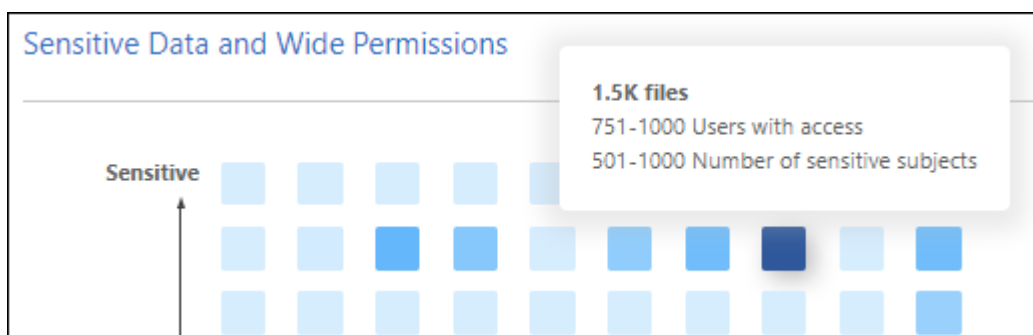 Sensitive Data and Wide Permissions
1.5K files
751-1000 Users with access
501-1000 Number of sensitive subjects
Sensitive